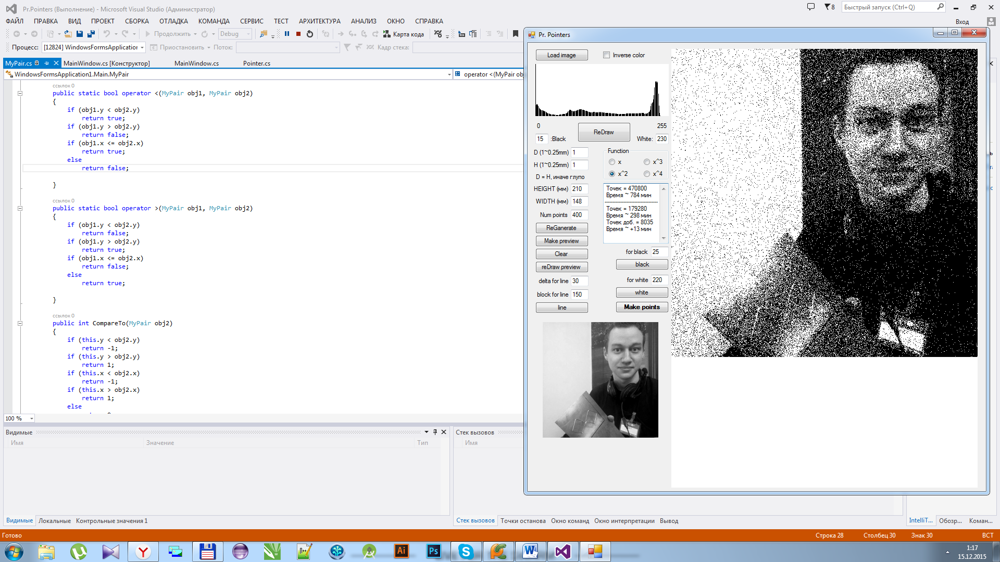 Pr.Pointers (Выполнение) - Microsoft Visual Studio (Администратор)
8
Быстрый запуск (Ctrl+Q)
ФАЙЛ ПРАВКА ВИД ПРОЕКТ СБОРКА ОТЛАДКА КОМАНДА СЕРВИС ТЕСТ АРХИТЕКТУРА АНАЛИЗ ОКНО СПРАВКА
Вход
Продолжить Debug Карта кода
Процесс: [12824] WindowsFormsApplication Приостановить Поток: Кадр стека:
MyPair.cs MainWindow.cs [Конструктор] MainWindow.cs Pointer.cs
WindowsFormsApplication1.Main.MyPair operator <(MyPair obj
ссылок 0
public static bool operator <(MyPair obj1, MyPair obj2)
{
if (obj1.y < obj2.y)
return true;
if (obj1.y > obj2.y)
return false;
if (obj1.x <= obj2.x)
return true;
else
return false;
}
ссылок 0
public static bool operator >(MyPair obj1, MyPair obj2)
{
if (obj1.y < obj2.y)
return false;
if (obj1.y > obj2.y)
return true;
if (obj1.x <= obj2.x)
return false;
else
return true;
}
ссылок 0
public int CompareTo(MyPair obj2)
{
if (this.y < obj2.y)
return -1;
if (this.y > obj2.y)
return 1;
if (this.x < obj2.x)
return -1;
if (this.x > obj2.x)
return 1;
else
100 %
Видимые
Имя Значение Тип
Стек вызовов
Имя
Видимые Локальные Контрольные значения 1
Стек вызовов Точки останова Окно команд Окно интерпретации Вывод
IntelliT... Обозр... Коман...
Готово
Строка 28 Столбец 30 Знак 30 ВСТ
Pr. Pointers
Load image Inverse color
0 255
ReDraw
15 :Black White: 230
D (1~0.25mm) 1
H (1~0.25mm) 1
D = H, иначе глупо
HEIGHT (мм) 210
WIDTH (мм) 148
Num points 400
ReGanerate
Make preview
Clear
reDraw preview
delta for line 30
block for line 150
line
Function
x x^3
x^2 x^4
Точек = 470800
Время ~ 784 мин
-----------------------------------
Точек = 179280
Время ~ 298 мин
Точек доб. = 8035
Время ~ +13 мин
for black 25
black
for white 220
white
Make points
Ai
Ps
1:17
15.12.2015